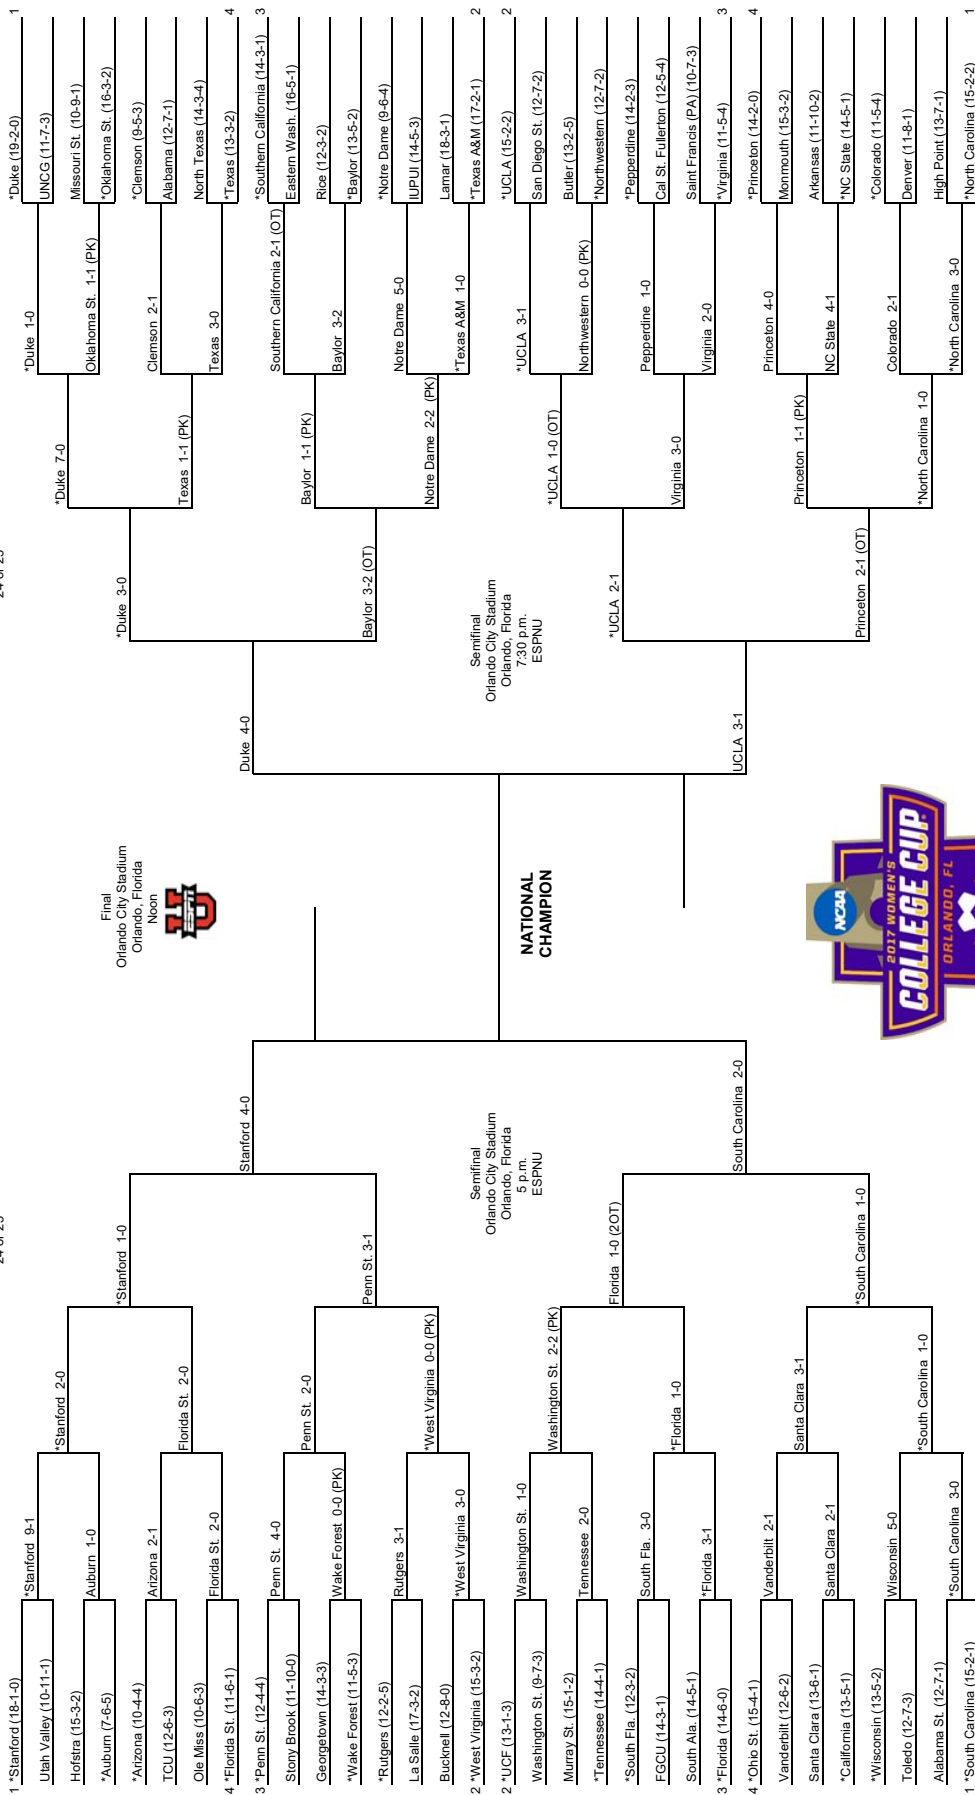 1 *Stanford (18-1-0)
Utah Valley (10-11-1)
Hofstra (15-3-2)
*Auburn (7-6-5)
*Arizona (10-4-4)
TCU (12-6-3)
Ole Miss (10-6-3)
4 *Florida St. (11-6-1)
3 *Penn St. (12-4-4)
Stony Brook (11-10-0)
Georgetown (14-3-3)
*Wake Forest (11-5-3)
*Rutgers (12-2-5)
La Salle (17-3-2)
Bucknell (12-8-0)
2 *West Virginia (15-3-2)
2 *UCF (13-1-3)
Washington St. (9-7-3)
Murray St. (15-1-2)
*Tennessee (14-4-1)
*South Fla. (12-3-2)
FGCU (14-3-1)
South Ala. (14-5-1)
3 *Florida (14-6-0)
4 *Ohio St. (15-4-1)
Vanderbilt (12-6-2)
Santa Clara (13-6-1)
*California (13-5-1)
*Wisconsin (13-5-2)
Toledo (12-7-3)
Alabama St. (12-7-1)
1 *South Carolina (15-2-1)
*Stanford 9-1
Auburn 1-0
Arizona 2-1
Florida St. 2-0
Penn St. 4-0
Wake Forest 0-0 (PK)
Rutgers 3-1
*West Virginia 3-0
Washington St. 1-0
Tennessee 2-0
South Fla. 3-0
*Florida 3-1
Vanderbilt 2-1
Santa Clara 2-1
Wisconsin 5-0
*South Carolina 3-0
*Stanford 2-0
Florida St. 2-0
Penn St. 2-0
*West Virginia 0-0 (PK)
Washington St. 2-2 (PK)
*Florida 1-0
Santa Clara 3-1
*South Carolina 1-0
*Stanford 1-0
Penn St. 3-1
Florida 1-0 (2OT)
*South Carolina 1-0
Semifinal
Orlando City Stadium
Orlando, Florida
5 p.m.
ESPNU
Stanford 4-0
South Carolina 2-0
Final
Orlando City Stadium
Orlando, Florida
Noon
ESPN
U
NATIONAL
CHAMPION
NCAA
2017 WOMEN'S
COLLEGE CUP
ORLANDO, FL
Duke 4-0
UCLA 3-1
Semifinal
Orlando City Stadium
Orlando, Florida
7:30 p.m.
ESPNU
*Duke 3-0
Baylor 3-2 (OT)
*UCLA 2-1
Princeton 2-1 (OT)
*Duke 7-0
Texas 1-1 (PK)
Baylor 1-1 (PK)
Notre Dame 2-2 (PK)
*UCLA 1-0 (OT)
Virginia 3-0
Princeton 1-1 (PK)
*North Carolina 1-0
*Duke 1-0
Oklahoma St. 1-1 (PK)
Clemson 2-1
Texas 3-0
Southern California 2-1 (OT)
Baylor 3-2
Notre Dame 5-0
*Texas A&M 1-0
*UCLA 3-1
Northwestern 0-0 (PK)
Pepperdine 1-0
Virginia 2-0
Princeton 4-0
NC State 4-1
Colorado 2-1
*North Carolina 3-0
*Duke (19-2-0) 1
UNCG (11-7-3)
Missouri St. (10-9-1)
*Oklahoma St. (16-3-2)
*Clemson (9-5-3)
Alabama (12-7-1)
North Texas (14-3-4)
*Texas (13-3-2) 4
*Southern California (14-3-1) 3
Eastern Wash. (16-5-1)
Rice (12-3-2)
*Baylor (13-5-2)
*Notre Dame (9-6-4)
IUPUI (14-5-3)
Lamar (18-3-1)
*Texas A&M (17-2-1) 2
*UCLA (15-2-2) 2
San Diego St. (12-7-2)
Butler (13-2-5)
*Northwestern (12-7-2)
*Pepperdine (14-2-3)
Cal St. Fullerton (12-5-4)
Saint Francis (PA) (10-7-3)
*Virginia (11-5-4) 3
*Princeton (14-2-0) 4
Monmouth (15-3-2)
Arkansas (11-10-2)
*NC State (14-5-1)
*Colorado (11-5-4)
Denver (11-8-1)
High Point (13-7-1)
*North Carolina (15-2-2) 1